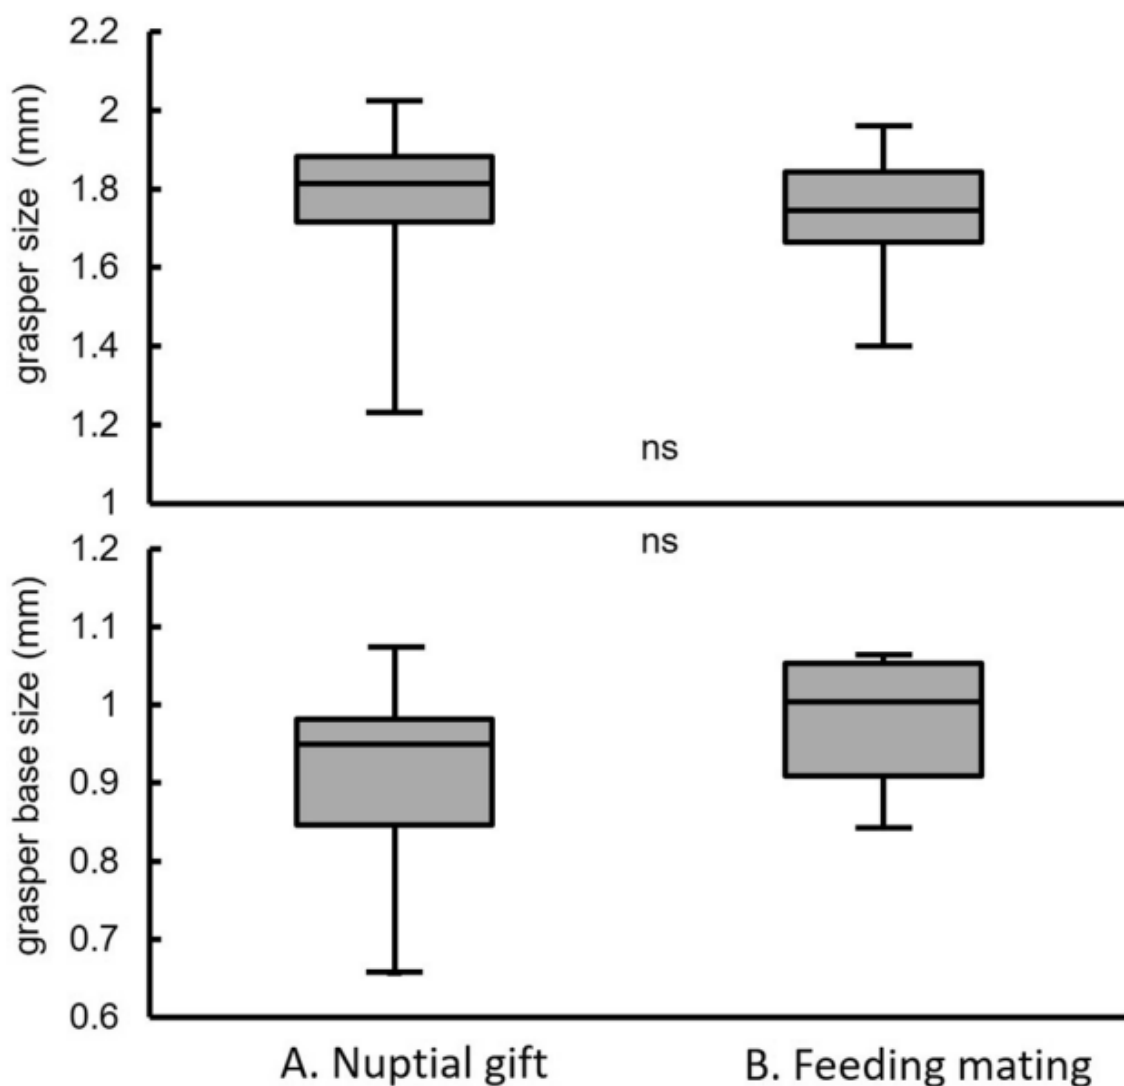 grasper size (mm)
2.2
2
1.8
1.6
1.4
1.2
1
ns
grasper base size (mm)
ns
1.2
1.1
1
0.9
0.8
0.7
0.6
A. Nuptial gift
B. Feeding mating